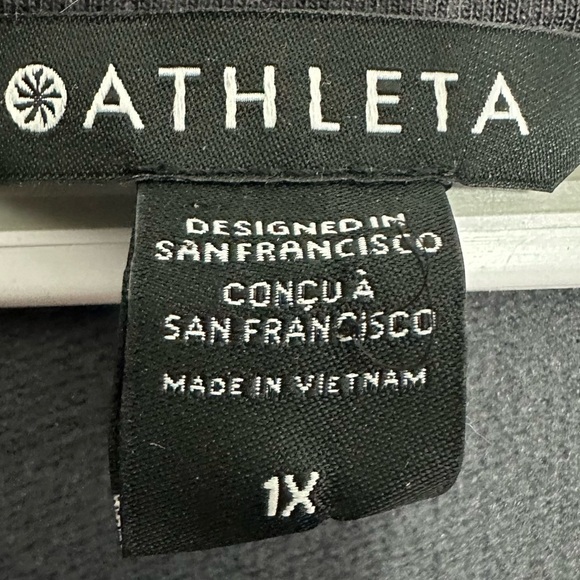 ATHLETA
DESIGNED IN
SAN FRANCISCO
CONÇU À
SAN FRANCISCO
MADE IN VIETNAM
1X